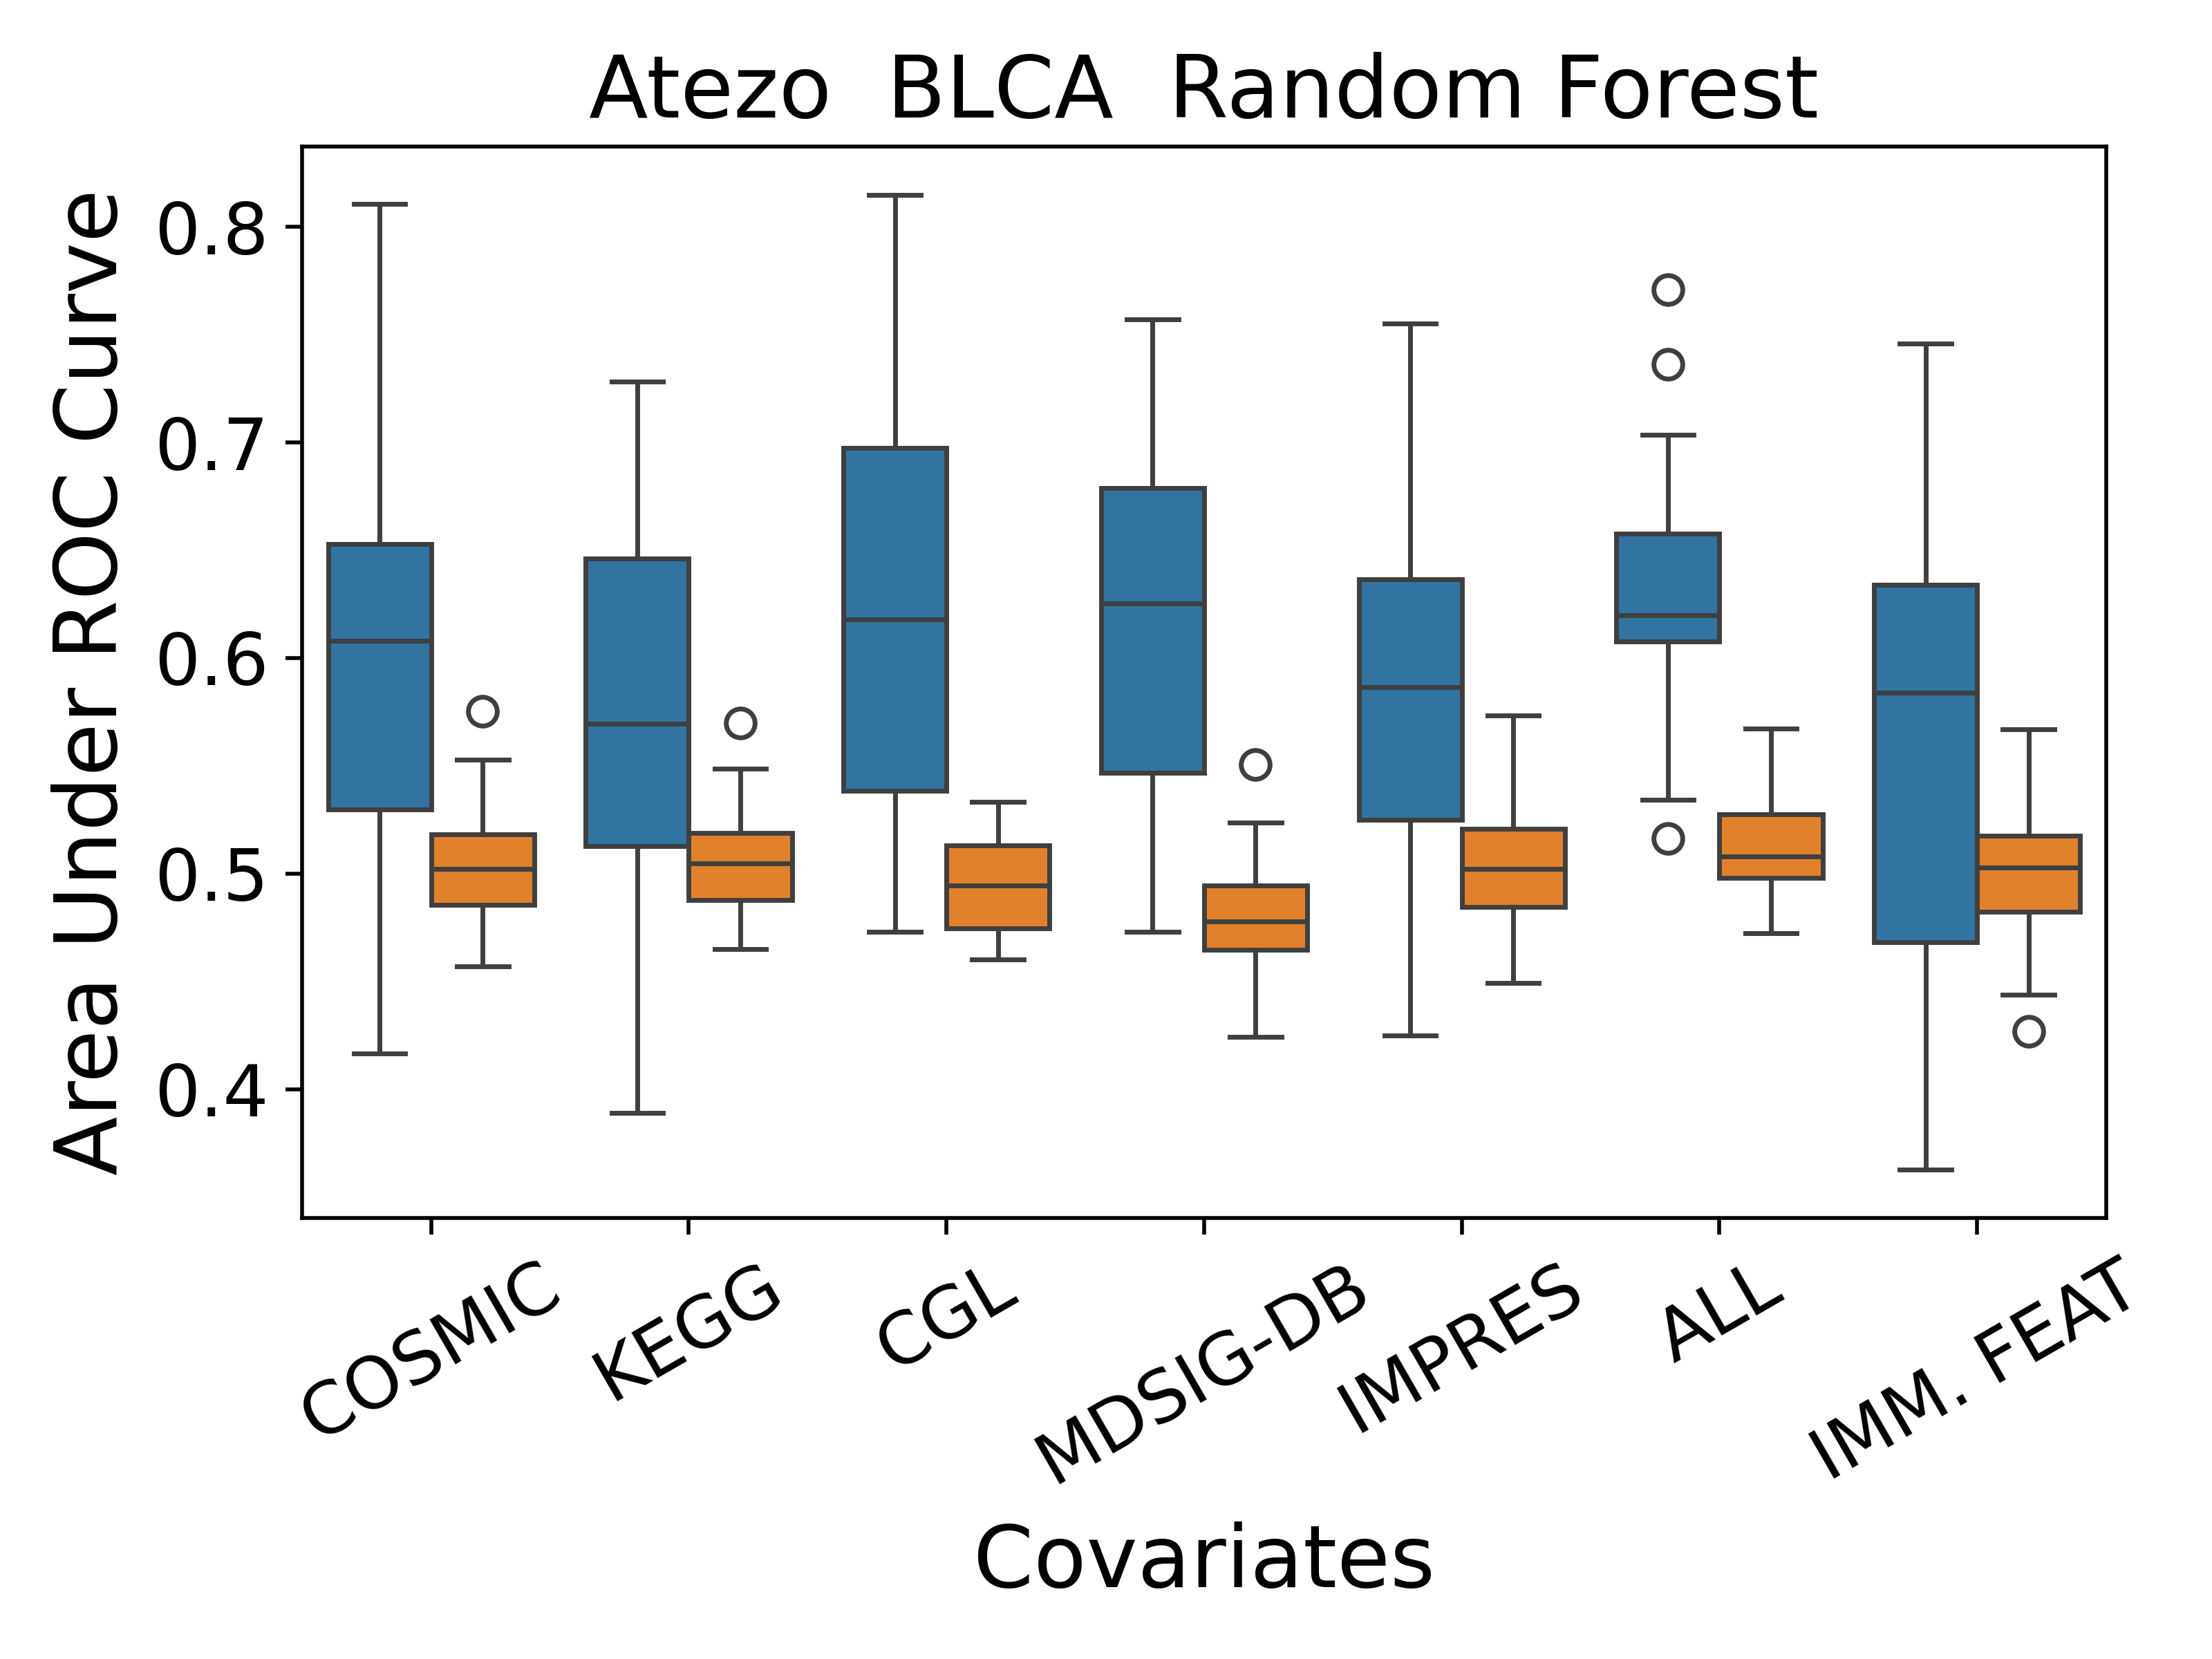 Atezo  BLCA  Random Forest
Area Under ROC Curve
0.8
0.7
0.6
0.5
0.4
COSMIC
KEGG
CGL
MDSIG-DB
IMPRES
ALL
IMM. FEAT
Covariates